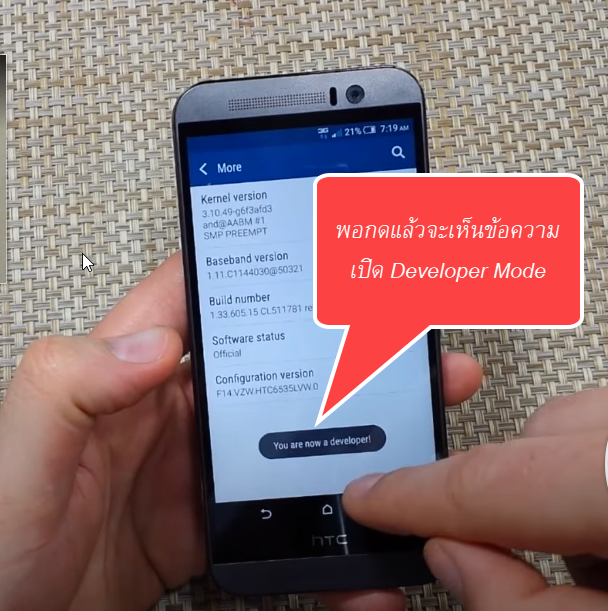 3G 21% 7:19 AM
More
Kernel version
3.10.49-g6f3afd3
and@AABM #1
SMP PREEMPT
Baseband version
1.11.C1144030@50321
Build number
1.33.605.15 CL511781
Software status
Official
Configuration version
F14.VZW.HTC6535LVW.0
พอกดแล้วจะเห็นข้อความ
เปิด Developer Mode
You are now a developer!
hTC